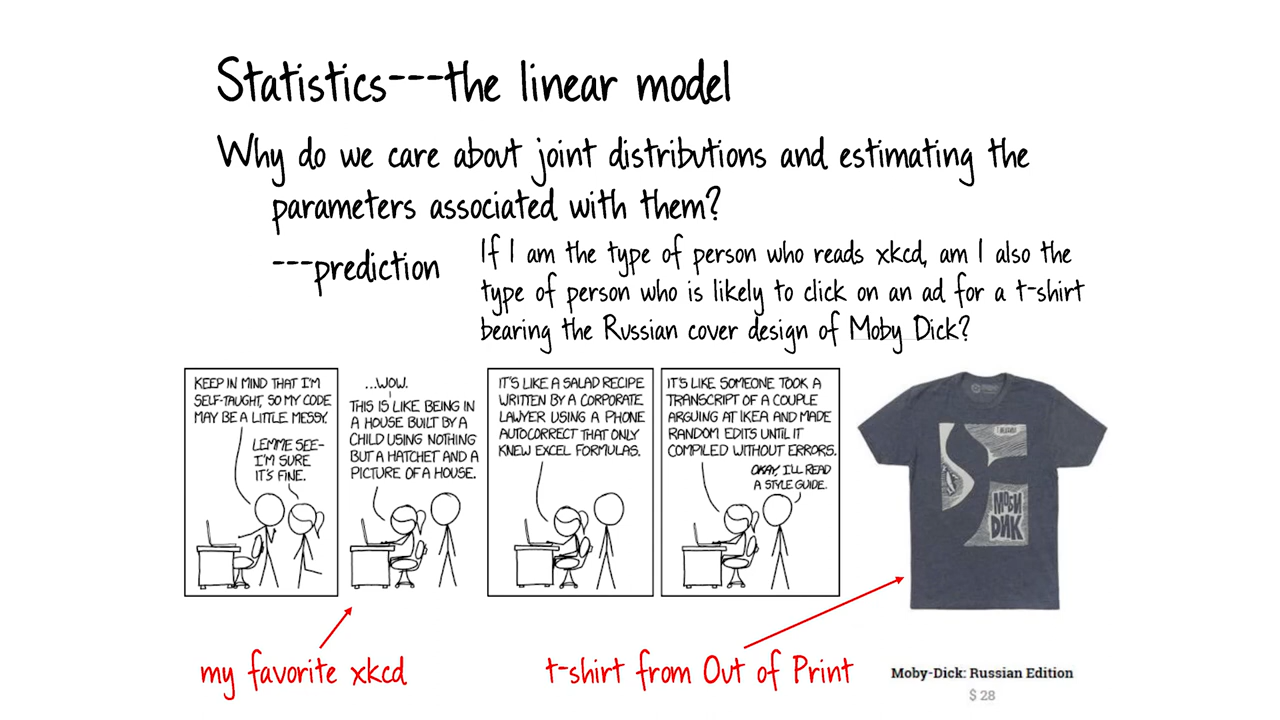 Statistics---the linear model
Why do we care about joint distributions and estimating the
parameters associated with them?
---prediction
If I am the type of person who reads xkcd, am I also the
type of person who is likely to click on an ad for a t-shirt
bearing the Russian cover design of Moby Dick?
KEEP IN MIND THAT I'M
SELF-TAUGHT, SO MY CODE
MAY BE A LITTLE MESSY.
LEMME SEE-
I'M SURE
IT'S FINE.
...WOW.
THIS IS LIKE BEING IN
A HOUSE BUILT BY A
CHILD USING NOTHING
BUT A HATCHET AND A
PICTURE OF A HOUSE.
IT'S LIKE A SALAD RECIPE
WRITTEN BY A CORPORATE
LAWYER USING A PHONE
AUTOCORRECT THAT ONLY
KNEW EXCEL FORMULAS.
IT'S LIKE SOMEONE TOOK A
TRANSCRIPT OF A COUPLE
ARGUING AT IKEA AND MADE
RANDOM EDITS UNTIL IT
COMPILED WITHOUT ERRORS.
OKAY, I'LL READ
A STYLE GUIDE.
МОБИ
ДИК
my favorite xkcd
t-shirt from Out of Print
Moby-Dick: Russian Edition
$ 28